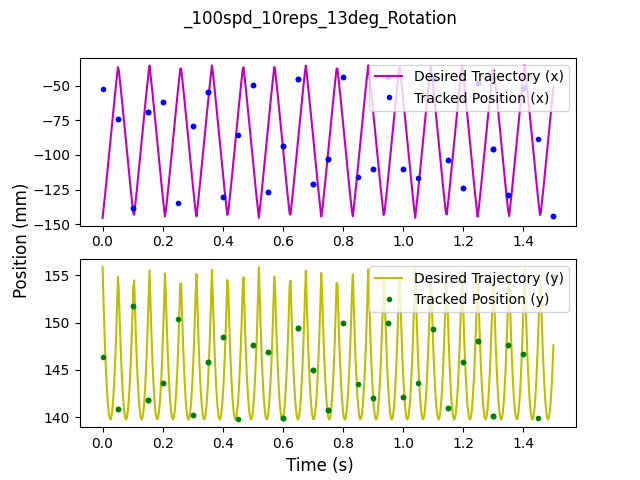 _100spd_10reps_13deg_Rotation
Position (mm)
−50
−75
−100
−125
−150
Desired Trajectory (x)
Tracked Position (x)
0.0 0.2 0.4 0.6 0.8 1.0 1.2 1.4
155
150
145
140
Desired Trajectory (y)
Tracked Position (y)
0.0 0.2 0.4 0.6 0.8 1.0 1.2 1.4
Time (s)